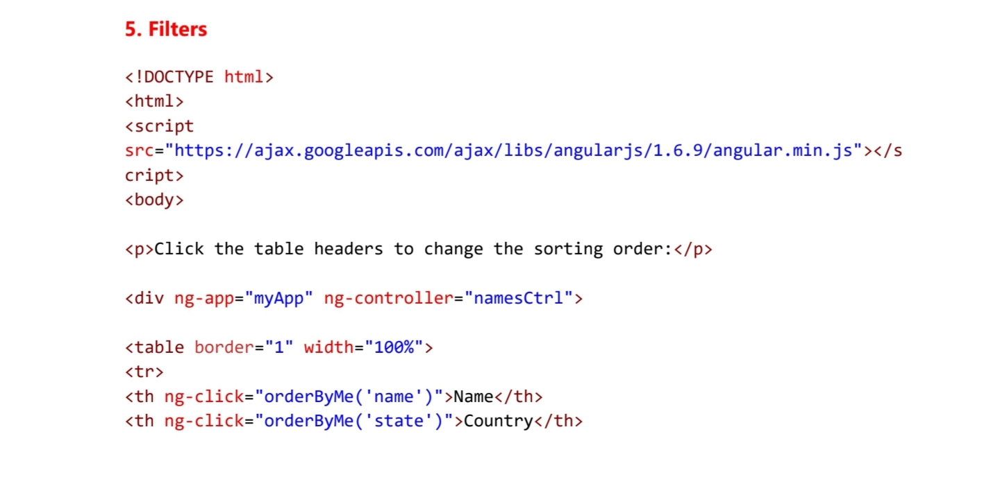 5. Filters
<!DOCTYPE html>
<html>
<script
src="https://ajax.googleapis.com/ajax/libs/angularjs/1.6.9/angular.min.js"></s
cript>
<body>
<p>Click the table headers to change the sorting order:</p>
<div ng-app="myApp" ng-controller="namesCtrl">
<table border="1" width="100%">
<tr>
<th ng-click="orderByMe('name')">Name</th>
<th ng-click="orderByMe('state')">Country</th>